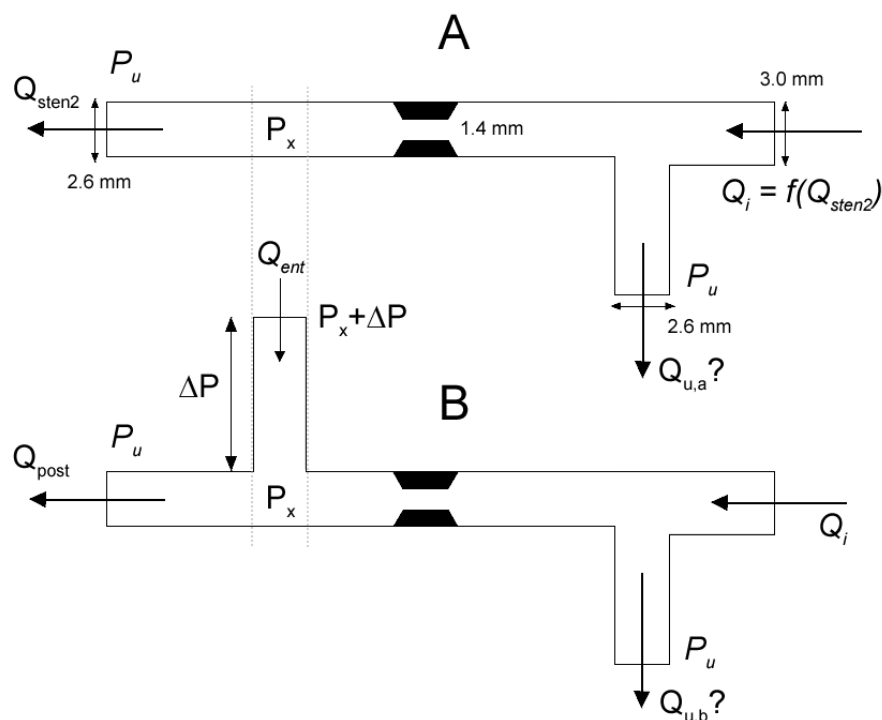 A
P_u
Q_sten2
3.0 mm
P_x
1.4 mm
2.6 mm
Q_i = f(Q_sten2)
Q_ent
P_u
P_x+ΔP
2.6 mm
ΔP
Q_u,a?
B
P_u
Q_post
P_x
Q_i
P_u
Q_u,b?